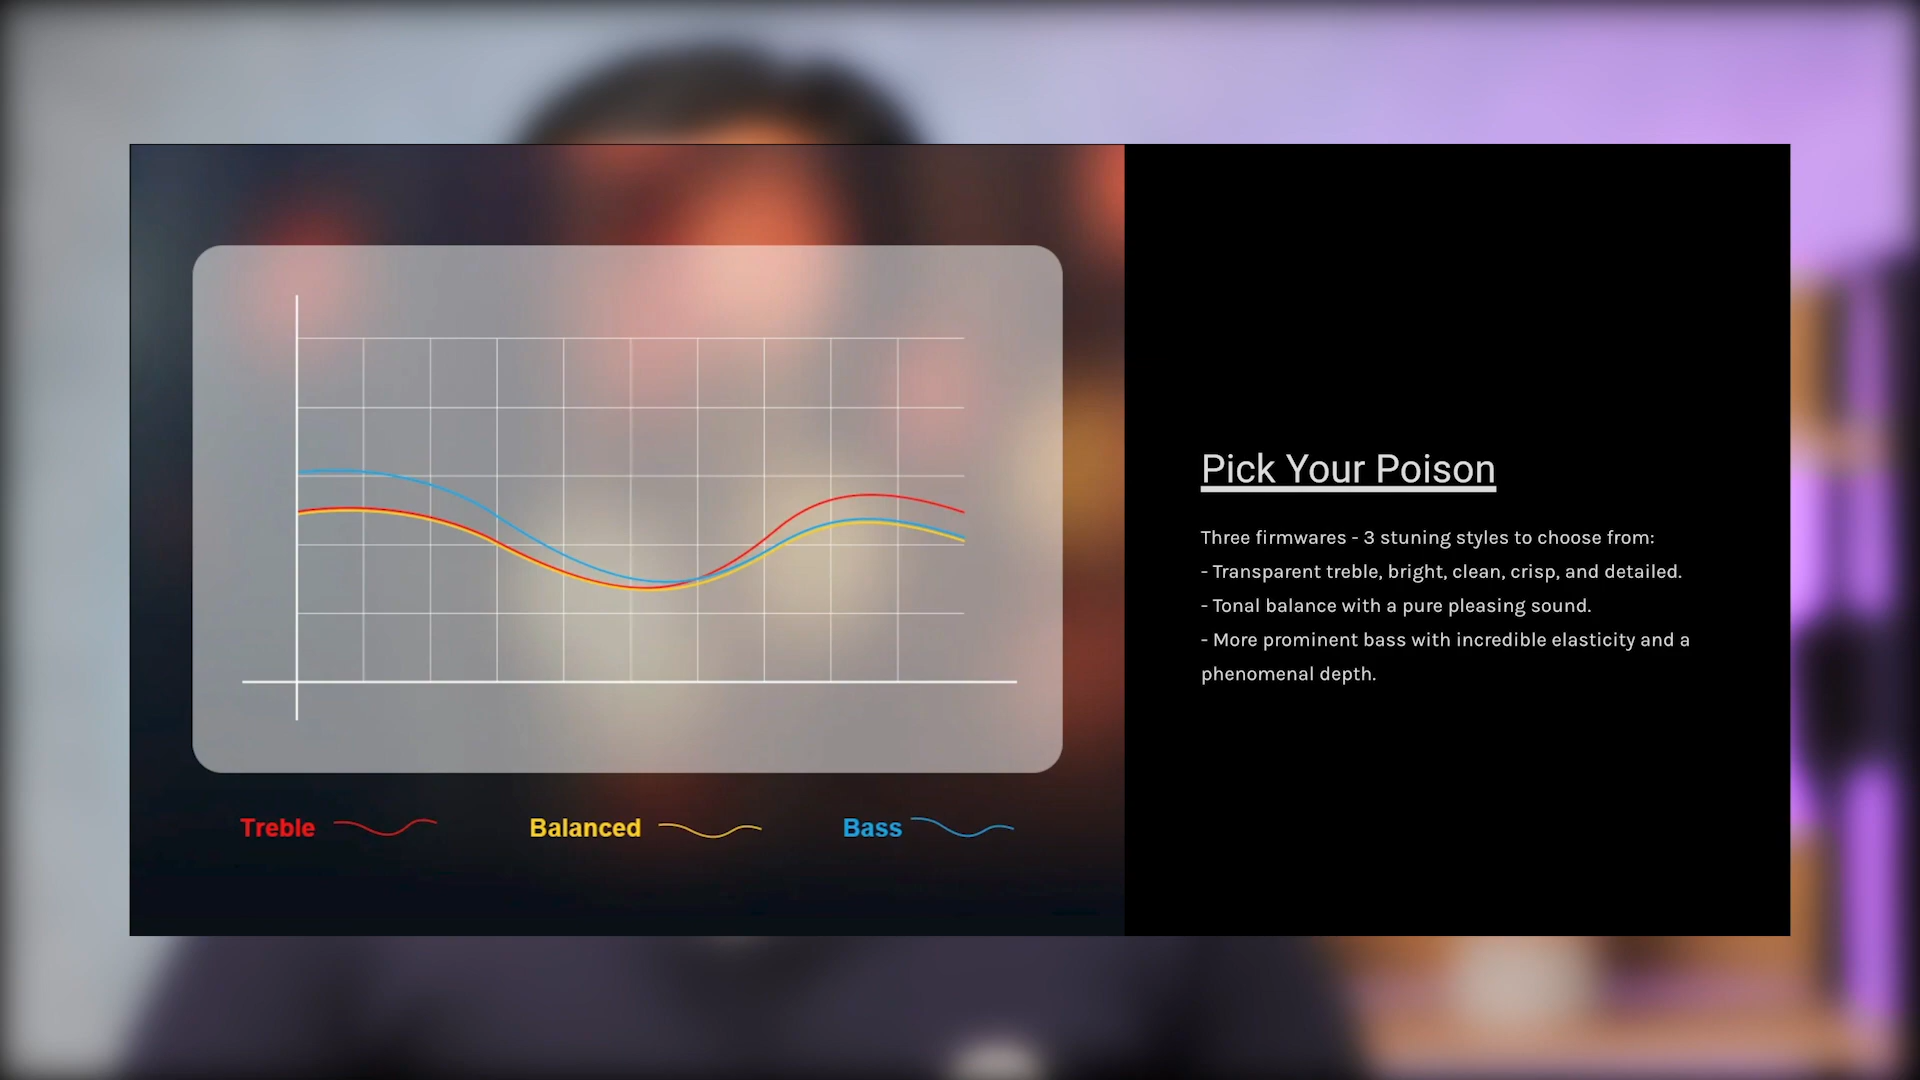 Pick Your Poison
Three firmwares - 3 stuning styles to choose from:
- Transparent treble, bright, clean, crisp, and detailed.
- Tonal balance with a pure pleasing sound.
- More prominent bass with incredible elasticity and a
phenomenal depth.
Treble
Balanced
Bass